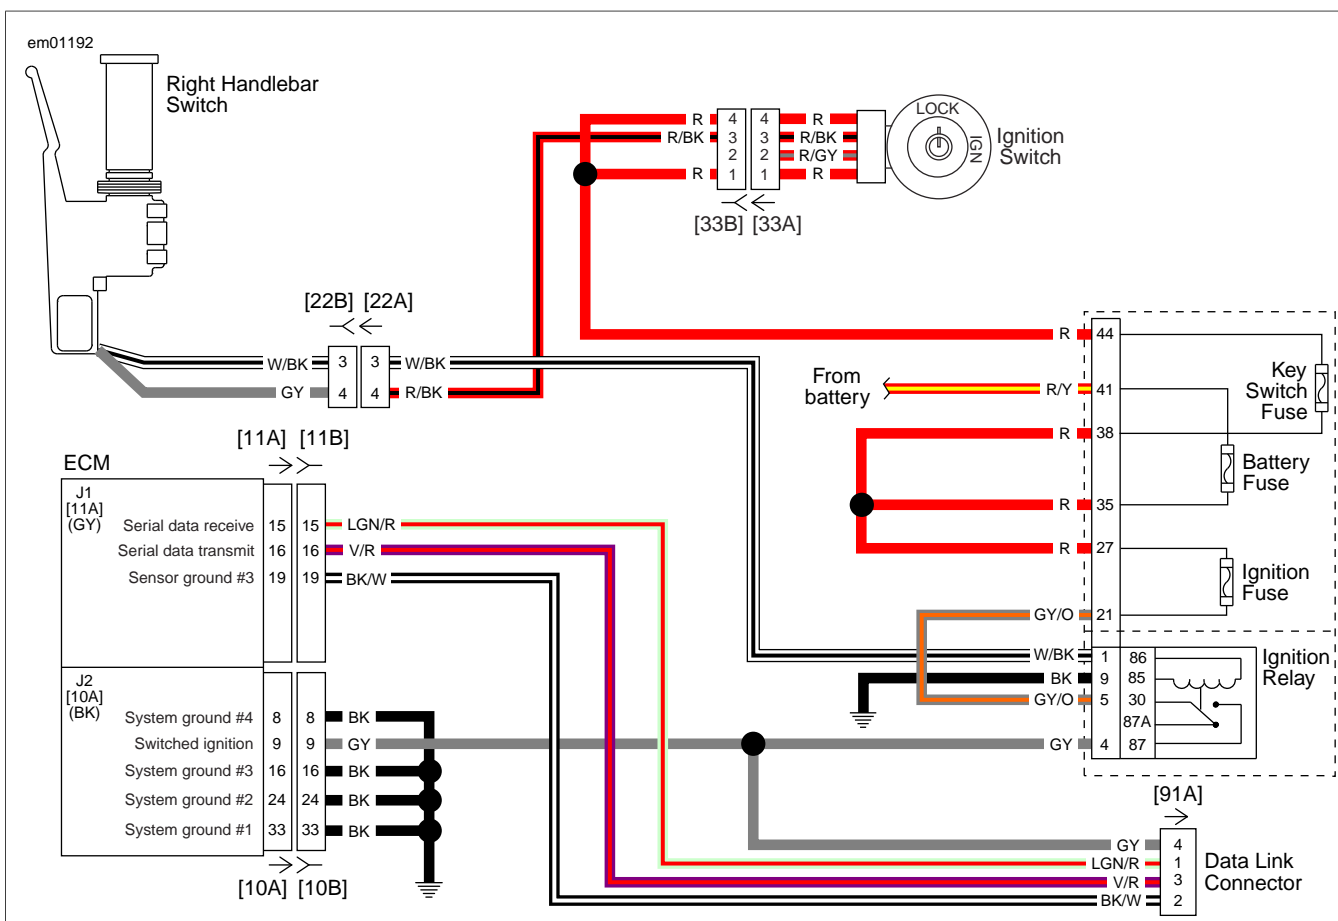 em01192
Right Handlebar
Switch
LOCK
IGN
Ignition
Switch
R 4 4 R
R/BK 3 3 R/BK
2 2 R/GY
R 1 1 R
[33B] [33A]
[22B] [22A]
W/BK 3 3 W/BK
GY 4 4 R/BK
From
battery
R 44
R/Y 41
R 38
R 35
R 27
GY/O 21
Key
Switch
Fuse
Battery
Fuse
Ignition
Fuse
W/BK 1 86
BK 9 85
GY/O 5 30
87A
GY 4 87
Ignition
Relay
[11A] [11B]
ECM
J1
[11A]
(GY)
Serial data receive 15 15 LGN/R
Serial data transmit 16 16 V/R
Sensor ground #3 19 19 BK/W
J2
[10A]
(BK)
System ground #4 8 8 BK
Switched ignition 9 9 GY
System ground #3 16 16 BK
System ground #2 24 24 BK
System ground #1 33 33 BK
[10A] [10B]
[91A]
GY 4
LGN/R 1
V/R 3
BK/W 2
Data Link
Connector